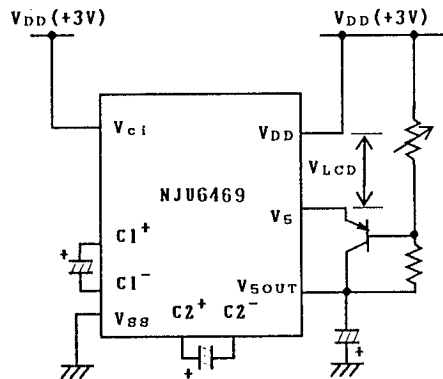 VDD(+3V)
VDD(+3V)
Vci
VDD
VLCD
NJU6469
V5
C1+
C1-
V5OUT
C2+ C2-
VSS
+
+
+